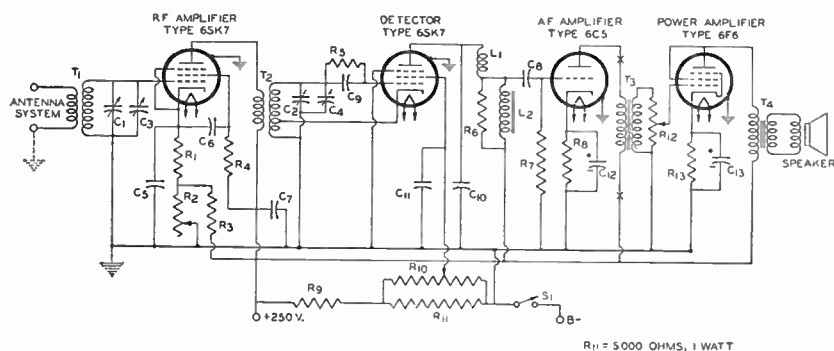 RF AMPLIFIER
TYPE 6SK7
DETECTOR
TYPE 6SK7
AF AMPLIFIER
TYPE 6C5
POWER AMPLIFIER
TYPE 6F6
T1
ANTENNA
SYSTEM
C1
C3
C6
R1
R4
C5
R2
R3
C7
T2
C2
C4
R5
C9
C11
C10
L1
R6
L2
C8
R7
R8
C12
T3
R12
R13
C13
T4
SPEAKER
R9
R10
R11
S1
+250 V.
B-
R11 = 5000 OHMS, 1 WATT